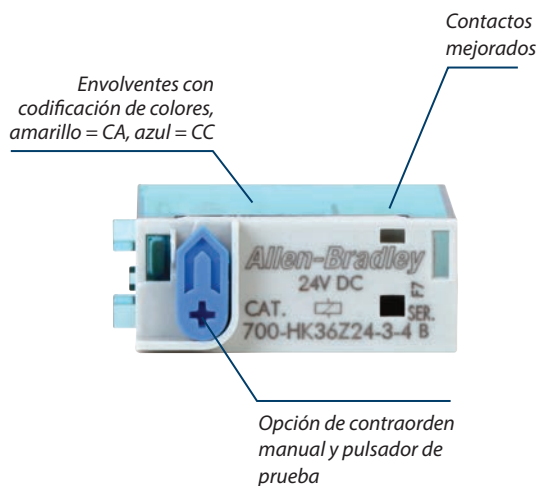 Contactos
mejorados
Envolventes con
codificación de colores,
amarillo = CA, azul = CC
Allen-Bradley
24V DC
CAT.
SER.
F7
700-HK36Z24-3-4 B
Opción de contraorden
manual y pulsador de
prueba